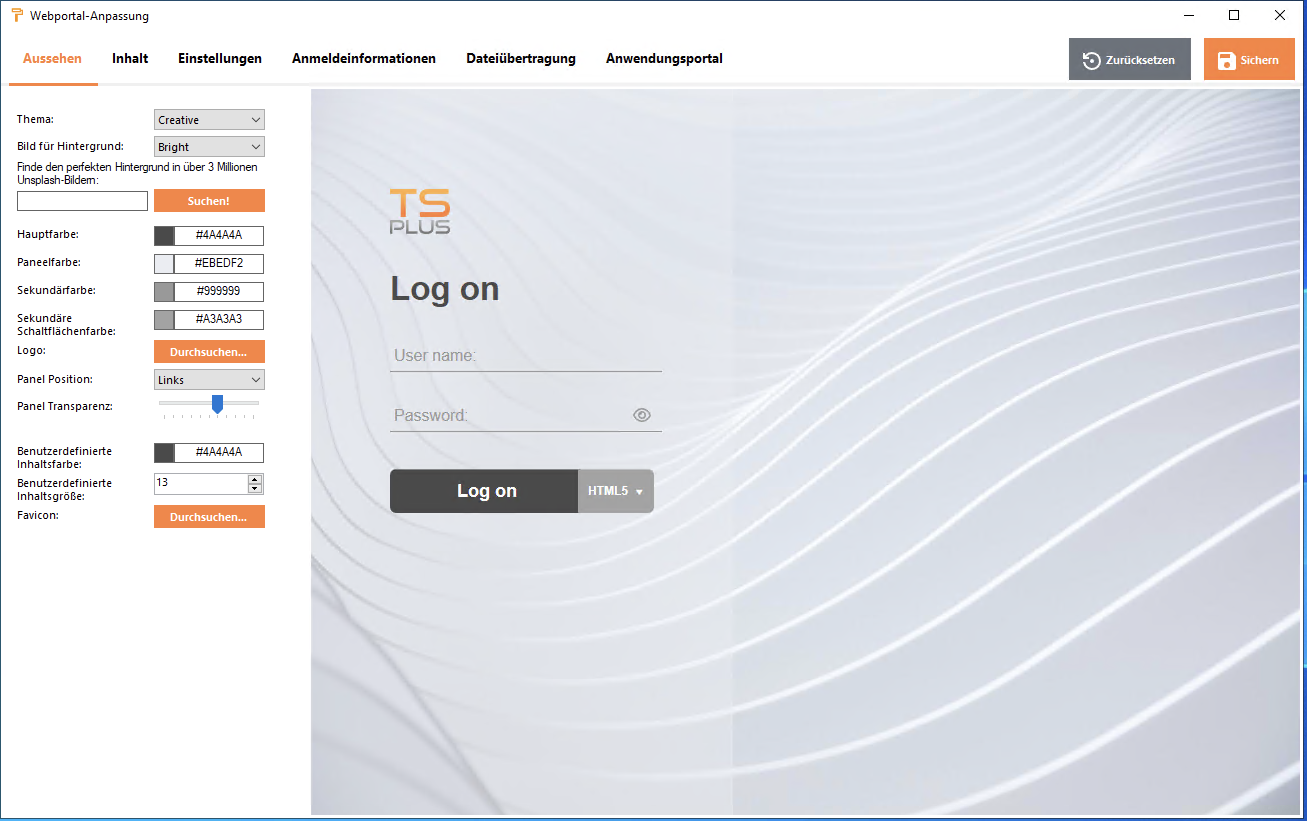 Webportal-Anpassung
Aussehen
Inhalt
Einstellungen
Anmeldeinformationen
Dateiübertragung
Anwendungsportal
Zurücksetzen
Sichern
Thema:
Creative
Bild für Hintergrund:
Bright
Finde den perfekten Hintergrund in über 3 Millionen
Unsplash-Bildern:
Suchen!
Hauptfarbe:
#4A4A4A
Paneelfarbe:
#EBEDF2
Sekundärfarbe:
#999999
Sekundäre
Schaltflächenfarbe:
#A3A3A3
Logo:
Durchsuchen...
Panel Position:
Links
Panel Transparenz:
Benutzerdefinierte
Inhaltsfarbe:
#4A4A4A
Benutzerdefinierte
Inhaltsgröße:
13
Favicon:
Durchsuchen...
TS
PLUS
Log on
User name:
Password:
Log on
HTML5